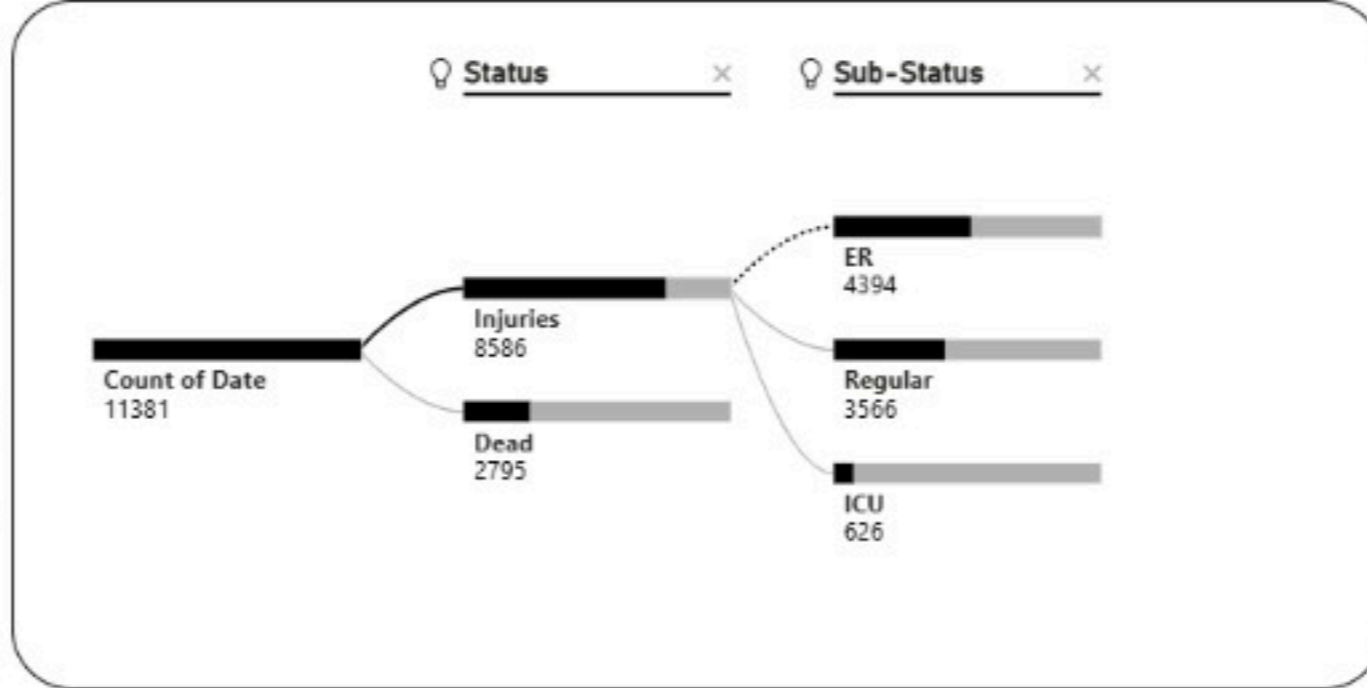 Status
Sub-Status
Count of Date
11381
Injuries
8586
Dead
2795
ER
4394
Regular
3566
ICU
626